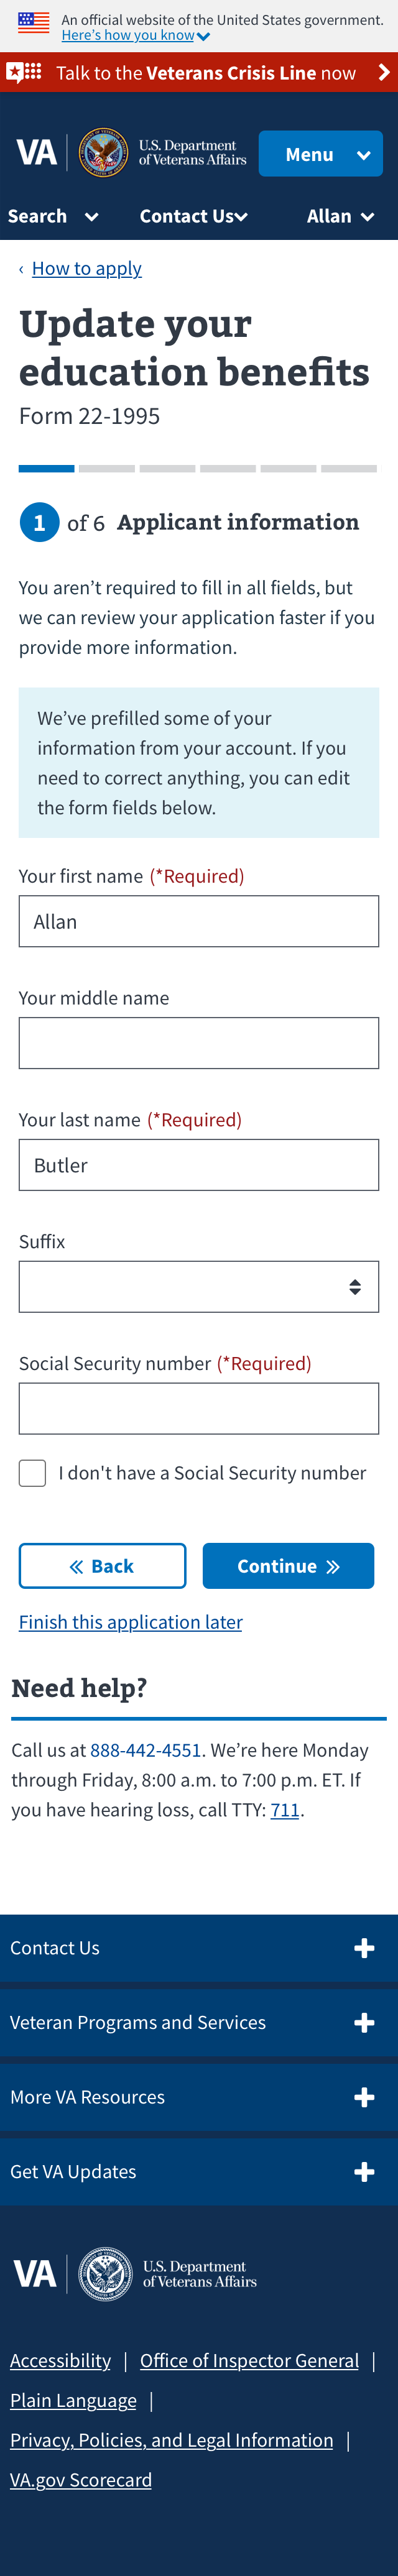 An official website of the United States government.
Here’s how you know
Talk to the Veterans Crisis Line now
VA
U.S. Department
of Veterans Affairs
Menu
Search
Contact Us
Allan
‹ How to apply
Update your
education benefits
Form 22-1995
1 of 6 Applicant information
You aren’t required to fill in all fields, but
we can review your application faster if you
provide more information.
We’ve prefilled some of your
information from your account. If you
need to correct anything, you can edit
the form fields below.
Your first name (*Required)
Allan
Your middle name
Your last name (*Required)
Butler
Suffix
Social Security number (*Required)
I don't have a Social Security number
Back
Continue
Finish this application later
Need help?
Call us at 888-442-4551. We’re here Monday
through Friday, 8:00 a.m. to 7:00 p.m. ET. If
you have hearing loss, call TTY: 711.
Contact Us
Veteran Programs and Services
More VA Resources
Get VA Updates
VA
U.S. Department
of Veterans Affairs
Accessibility | Office of Inspector General |
Plain Language |
Privacy, Policies, and Legal Information |
VA.gov Scorecard